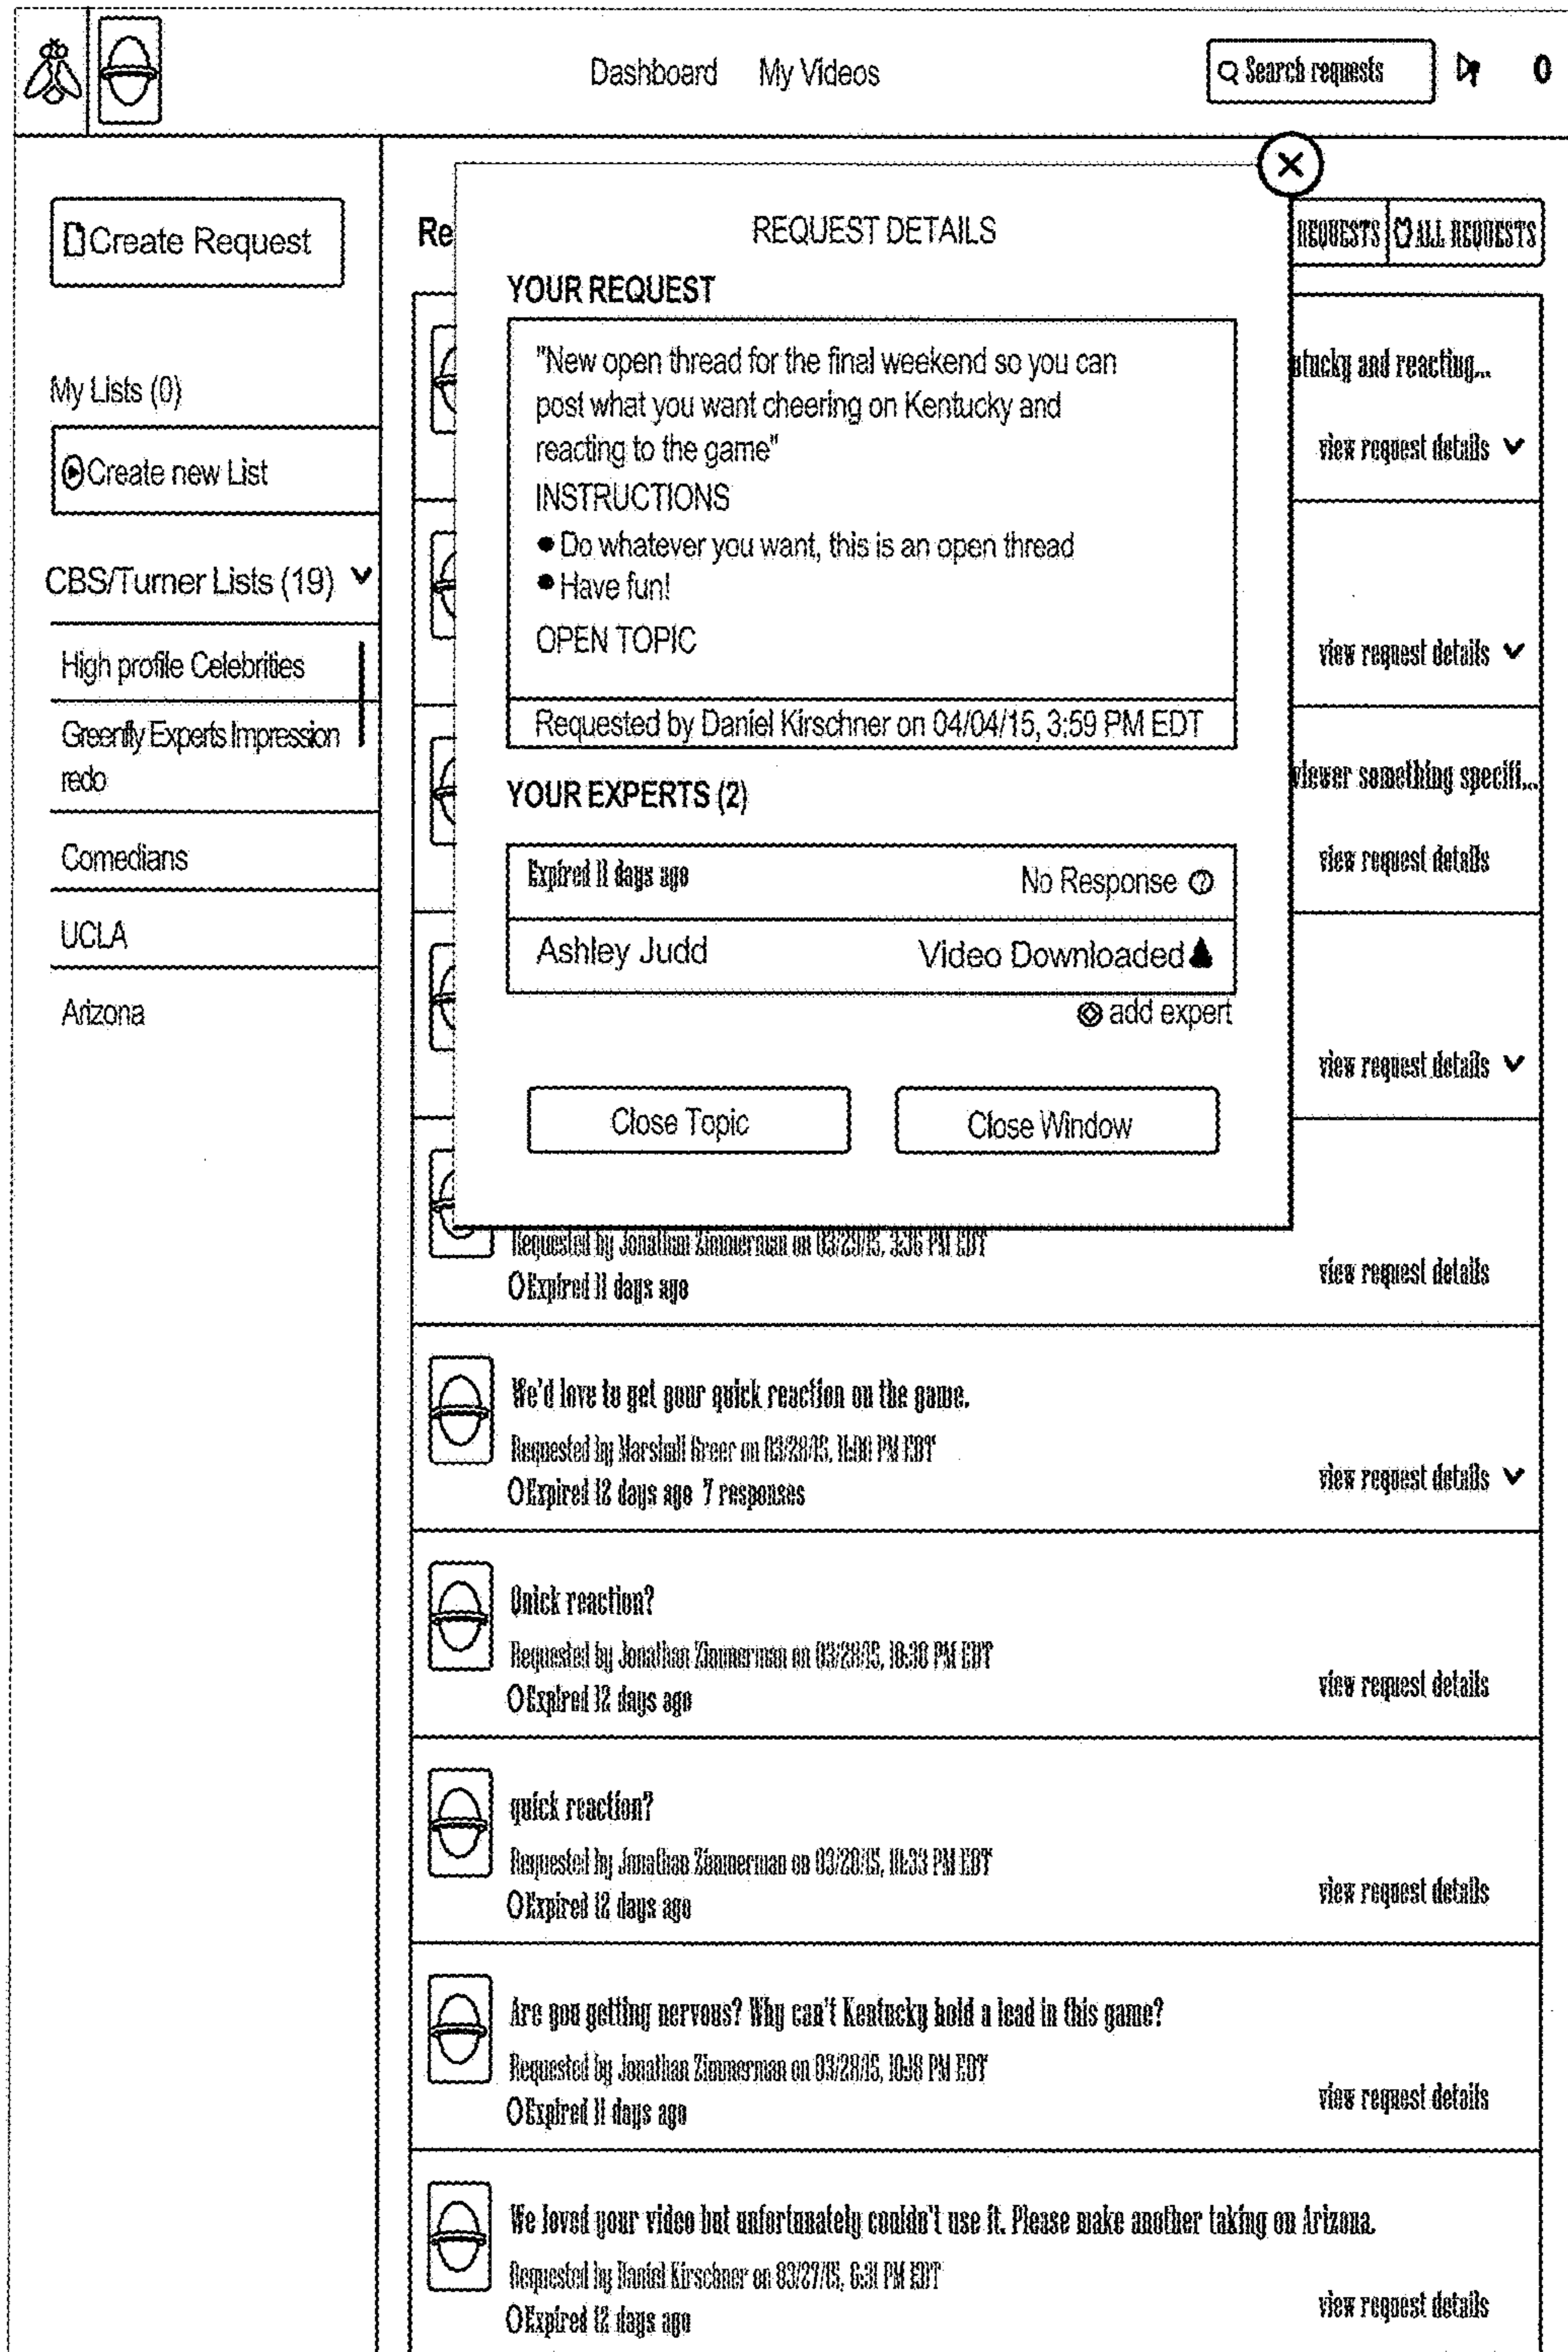 Dashboard My Videos
Search requests
0
Create Request
My Lists (0)
Create new List
CBS/Turner Lists (19)
High profile Celebrities
Greenfly Experts Impression
redo
Comedians
UCLA
Arizona
Re
REQUESTS ALL REQUESTS
REQUEST DETAILS
YOUR REQUEST
"New open thread for the final weekend so you can
post what you want cheering on Kentucky and
reacting to the game"
INSTRUCTIONS
• Do whatever you want, this is an open thread
• Have fun!
OPEN TOPIC
Requested by Daniel Kirschner on 04/04/15, 3:59 PM EDT
YOUR EXPERTS (2)
Expired 11 days ago No Response
Ashley Judd Video Downloaded
add expert
Close Topic Close Window
ntucky and reacting...
view request details
view request details
viewer something specifi...
view request details
view request details
Requested by Jonathan Zimmerman on 03/29/15, 3:36 PM EDT
Expired 11 days ago
view request details
We'd love to get your quick reaction on the game.
Requested by Marshall Greer on 03/28/15, PM EDT
Expired 12 days ago 7 responses
view request details
Quick reaction?
Requested by Jonathan Zimmerman on 03/28/15, PM EDT
Expired 12 days ago
view request details
quick reaction?
Requested by Jonathan Zimmerman on 03/28/15, PM EDT
Expired 12 days ago
view request details
Are you getting nervous? Why can't Kentucky hold a lead in this game?
Requested by Jonathan Zimmerman on 03/28/15, PM EDT
Expired 11 days ago
view request details
We loved your video but unfortunately couldn't use it. Please make another taking on Arizona.
Requested by Daniel Kirschner on 03/27/15, 6:31 PM EDT
Expired 12 days ago
view request details